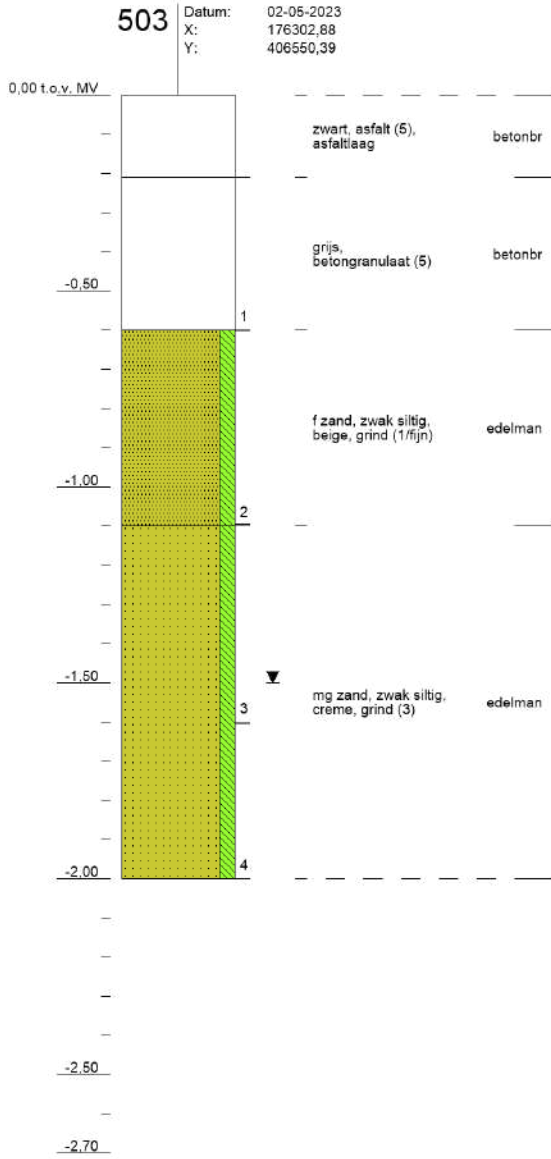 503
Datum: 02-05-2023
X: 176302,88
Y: 406550,39
0,00 t.o.v. MV
zwart, asfalt (5),
asfaltlaag
betonbr
grijs,
betongranulaat (5)
betonbr
-0,50
1
f zand, zwak siltig,
beige, grind (1/fijn)
edelman
-1,00
2
-1,50
mg zand, zwak siltig,
creme, grind (3)
edelman
3
4
-2,00
-2,50
-2,70